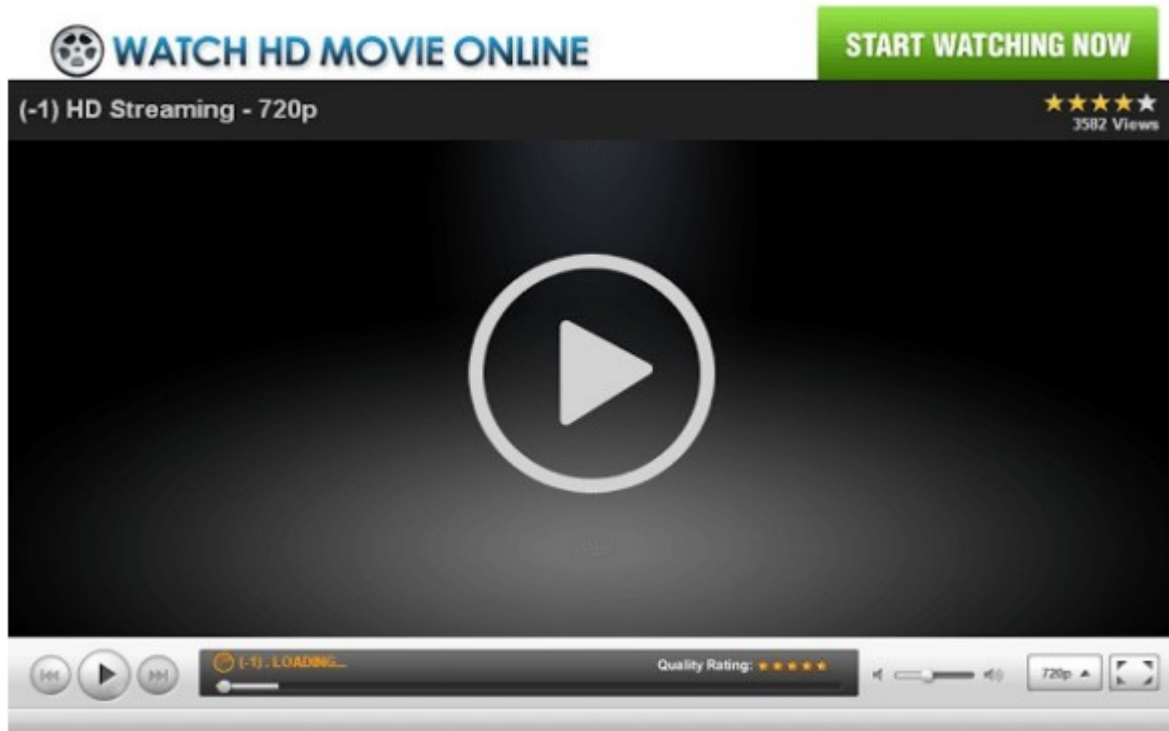 WATCH HD MOVIE ONLINE
START WATCHING NOW
(-1) HD Streaming - 720p
3582 Views
(-1) . LOADING...
Quality Rating:
720p